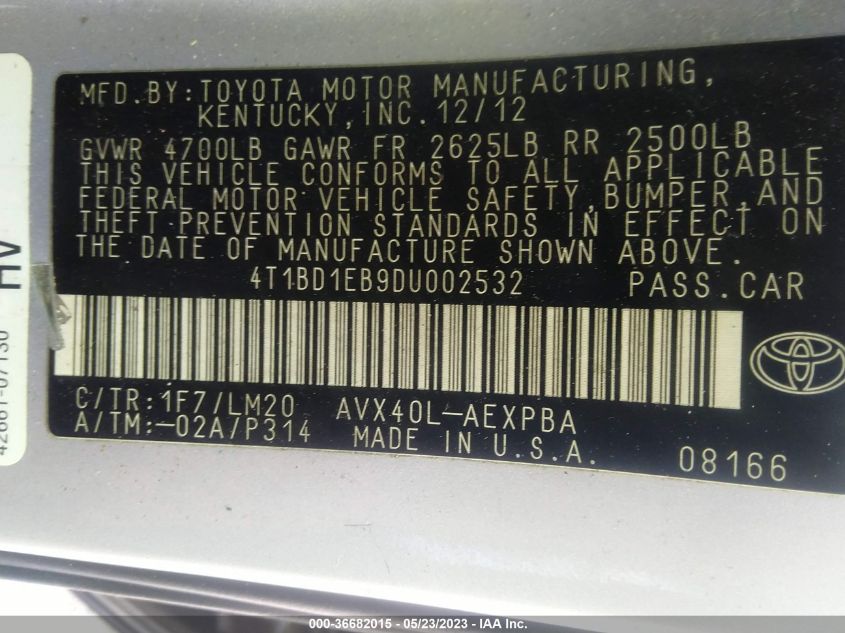 MFD.BY:TOYOTA MOTOR MANUFACTURING,
KENTUCKY,INC.12/12
GVWR 4700LB GAWR FR 2625LB RR 2500LB
THIS VEHICLE CONFORMS TO ALL APPLICABLE
FEDERAL MOTOR VEHICLE SAFETY,BUMPER,AND
THEFT PREVENTION STANDARDS IN EFFECT ON
THE DATE OF MANUFACTURE SHOWN ABOVE.
4T1BD1EB9DU002532 PASS.CAR
C/TR:1F7/LM20 AVX40L-AEXPBA
A/TM:-02A/P314 MADE IN U.S.A. 08166
HV
42661-07130
000-36682015 / 05/23/2023 - © IAA, Inc.